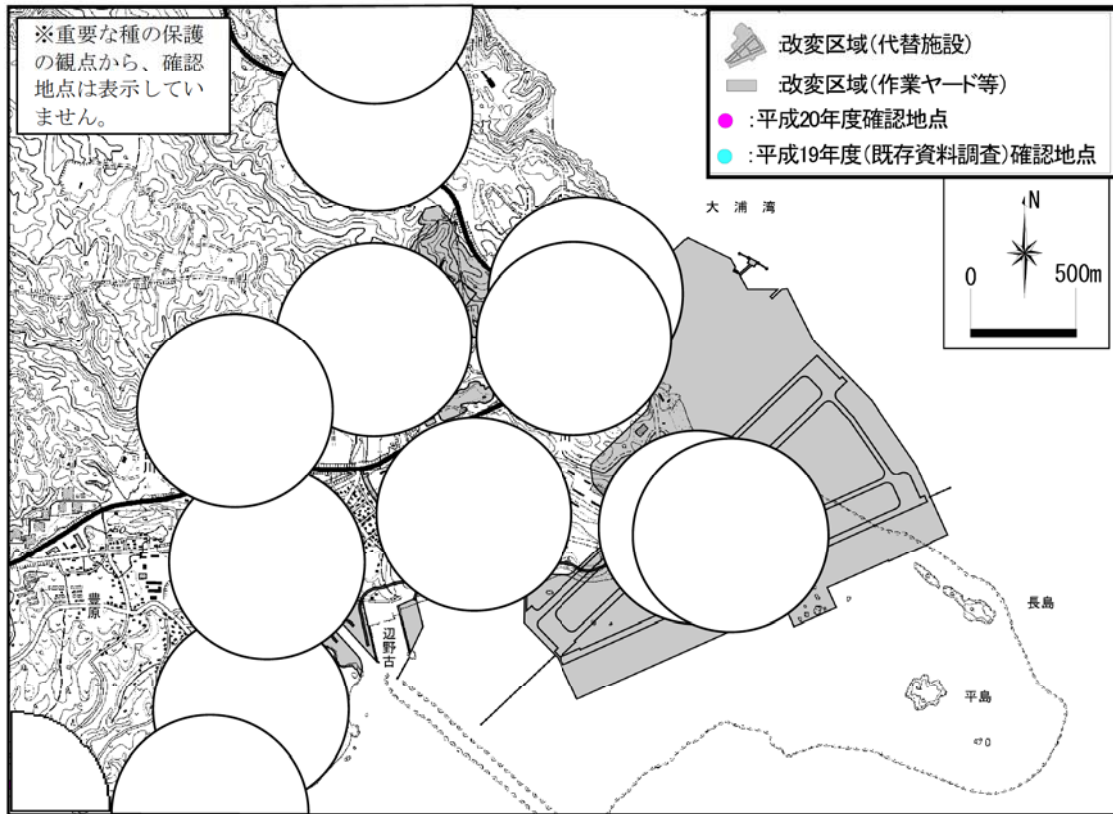 ※重要な種の保護
の観点から、確認
地点は表示してい
ません。
:改変区域(代替施設)
:改変区域(作業ヤード等)
:平成20年度確認地点
:平成19年度(既存資料調査)確認地点
大浦湾
N
0 500m
豊原
辺野古
長島
平島